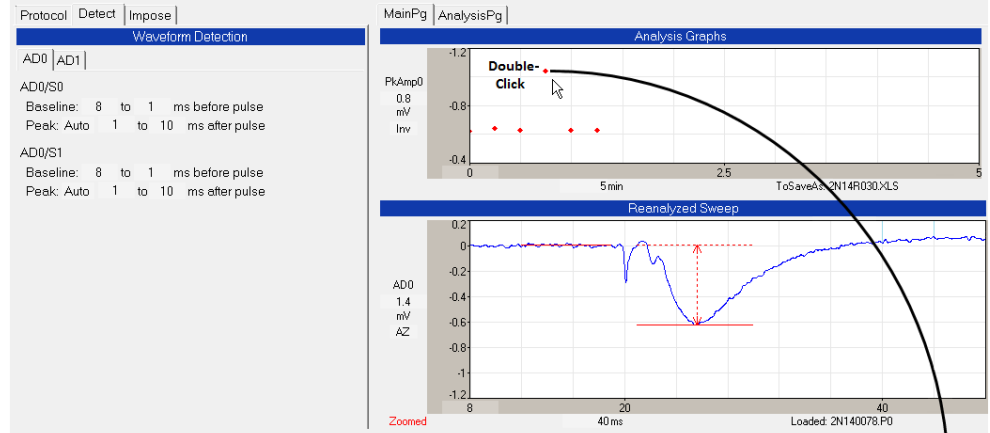 Protocol Detect Impose
Waveform Detection
AD0 AD1
AD0/S0
Baseline: 8 to 1 ms before pulse
Peak: Auto 1 to 10 ms after pulse
AD0/S1
Baseline: 8 to 1 ms before pulse
Peak: Auto 1 to 10 ms after pulse
MainPg AnalysisPg
Analysis Graphs
PkAmp0
0.8
mV
Inv
-1.2
-0.8
-0.4
Double-
Click
0 2.5 5
5 min ToSaveAs: 2N14R030.XLS
Reanalyzed Sweep
AD0
1.4
mV
AZ
0.2
0
-0.2
-0.4
-0.6
-0.8
-1
-1.2
8 20 40
Zoomed 40 ms Loaded: 2N140078.P0